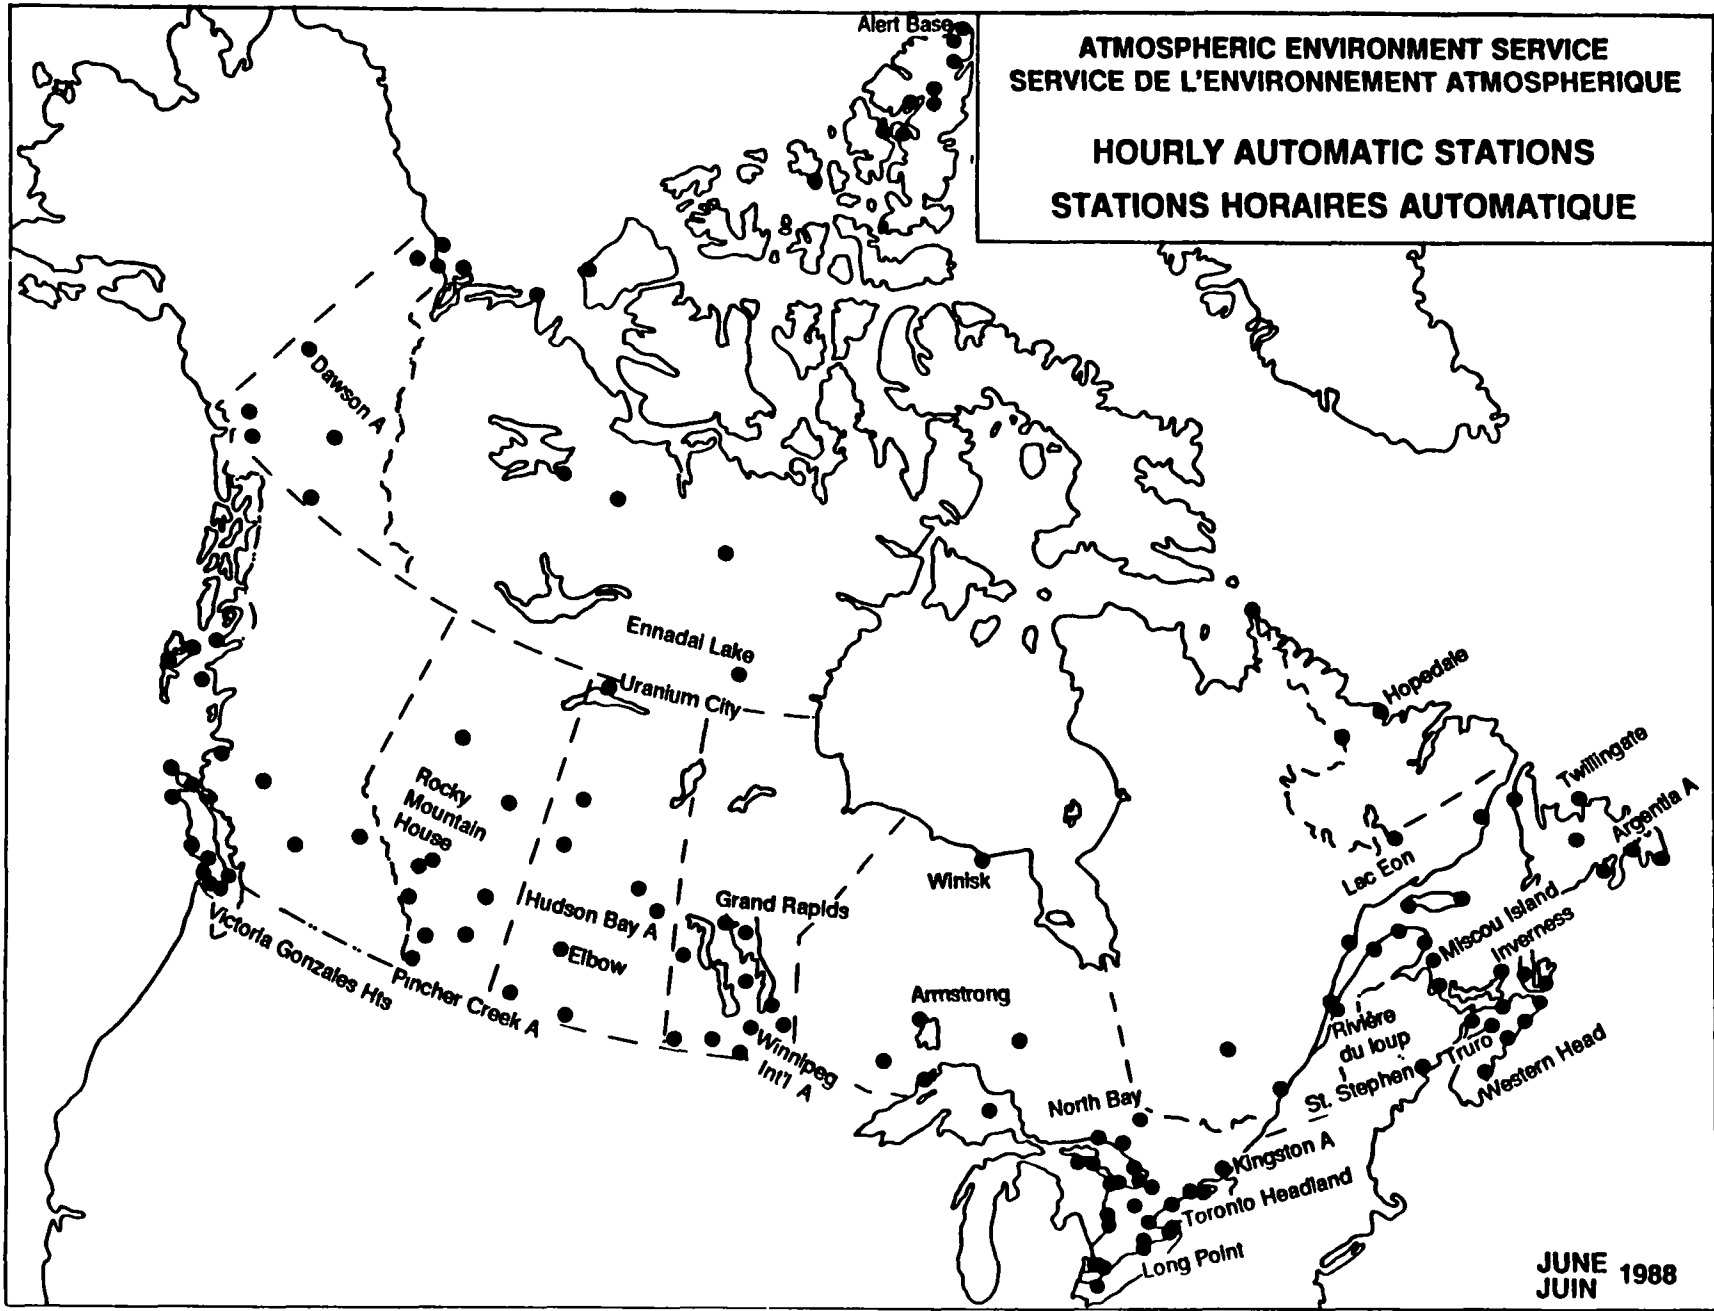 Alert Base
ATMOSPHERIC ENVIRONMENT SERVICE
SERVICE DE L'ENVIRONNEMENT ATMOSPHERIQUE
HOURLY AUTOMATIC STATIONS
STATIONS HORAIRES AUTOMATIQUE
Dawson A
Ennadal Lake
Uranium City
Hopedale
Twillingate
Argentia A
Rocky
Mountain
House
Lac Eon
Winisk
Hudson Bay A
Grand Rapids
Elbow
Victoria Gonzales Hts
Pincher Creek A
Miscou Island
Inverness
Armstrong
Winnipeg
Int'l A
Rivière
du loup
Truro
St. Stephen
Western Head
North Bay
Kingston A
Toronto Headland
Long Point
JUNE
JUIN
1988